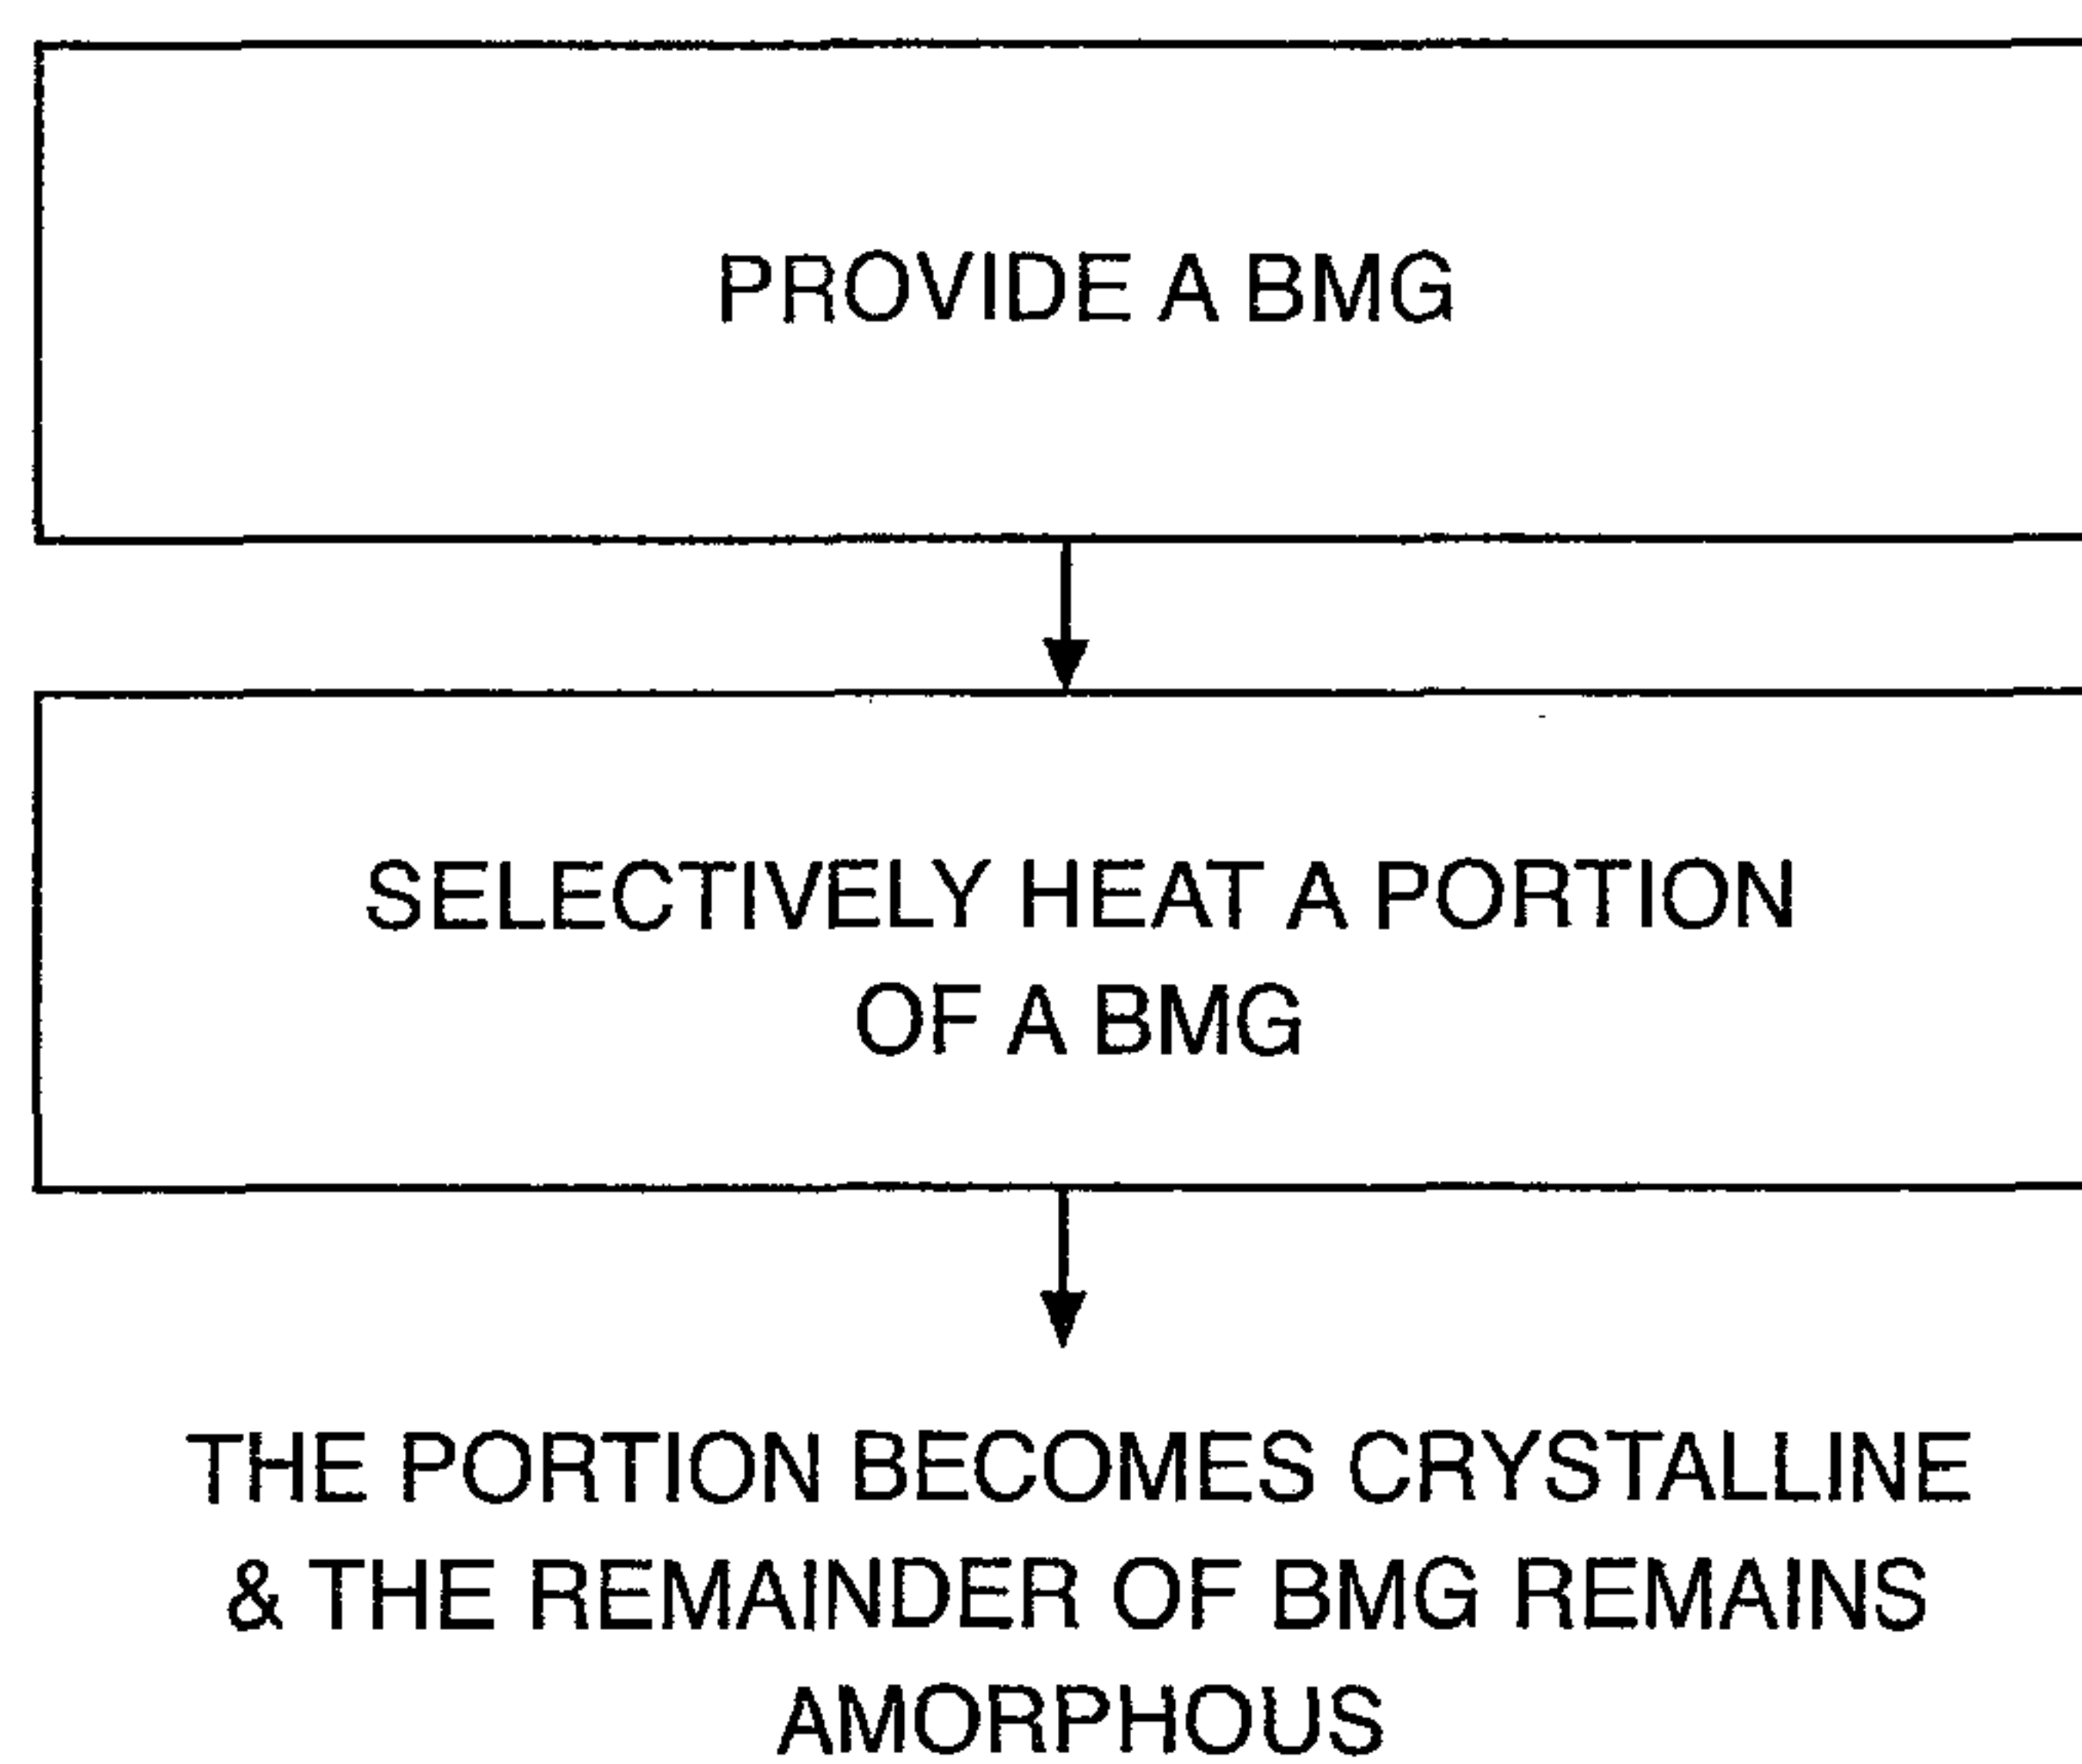 PROVIDE A BMG
SELECTIVELY HEAT A PORTION
OF A BMG
THE PORTION BECOMES CRYSTALLINE
& THE REMAINDER OF BMG REMAINS
AMORPHOUS